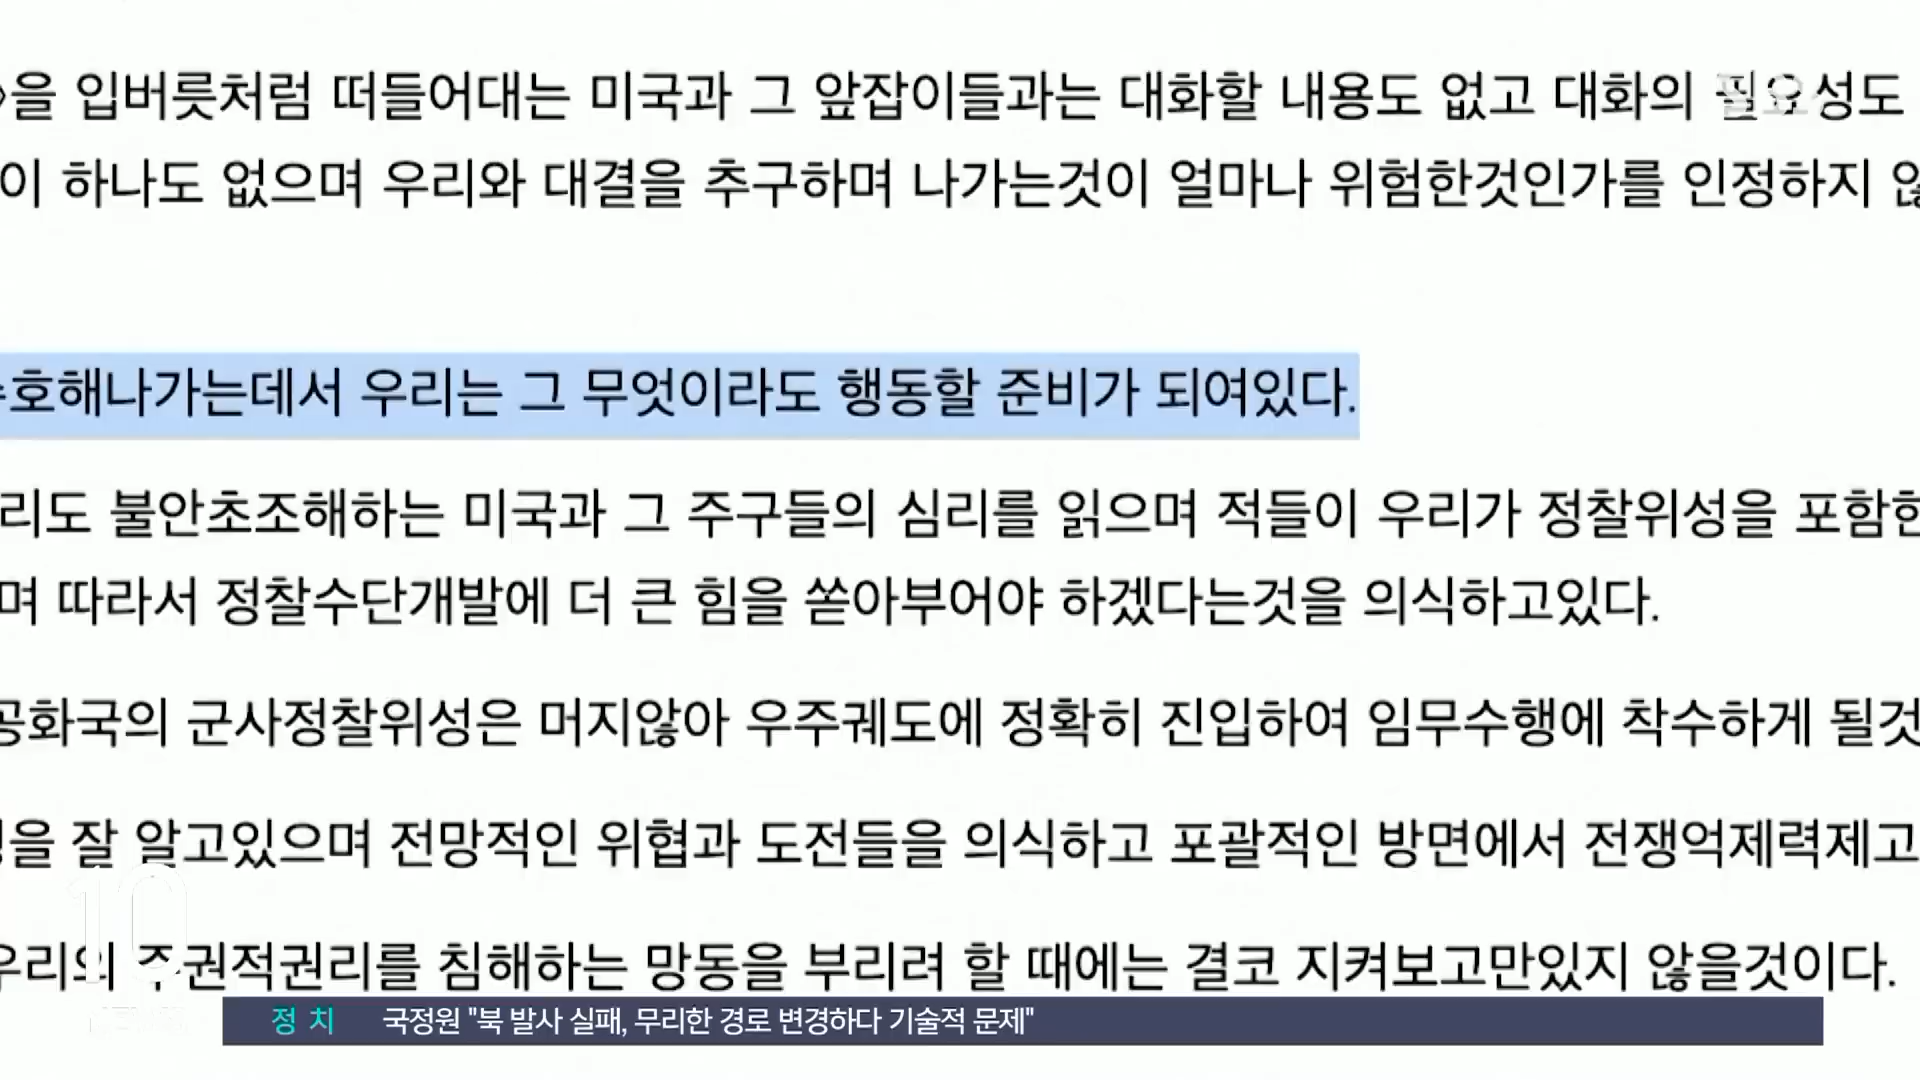 을 입버릇처럼 떠들어대는 미국과 그 앞잡이들과는 대화할 내용도 없고 대화의 필요성도
이 하나도 없으며 우리와 대결을 추구하며 나가는것이 얼마나 위험한것인가를 인정하지
호해나가는데서 우리는 그 무엇이라도 행동할 준비가 되여있다.
리도 불안초조해하는 미국과 그 주구들의 심리를 읽으며 적들이 우리가 정찰위성을 포함한
며 따라서 정찰수단개발에 더 큰 힘을 쏟아부어야 하겠다는것을 의식하고있다.
공화국의 군사정찰위성은 머지않아 우주궤도에 정확히 진입하여 임무수행에 착수하게 될것
을 잘 알고있으며 전망적인 위협과 도전들을 의식하고 포괄적인 방면에서 전쟁억제력제고
우리의 주권적권리를 침해하는 망동을 부리려 할 때에는 결코 지켜보고만있지 않을것이다.
10
정 치 국정원 "북 발사 실패, 무리한 경로 변경하다 기술적 문제"